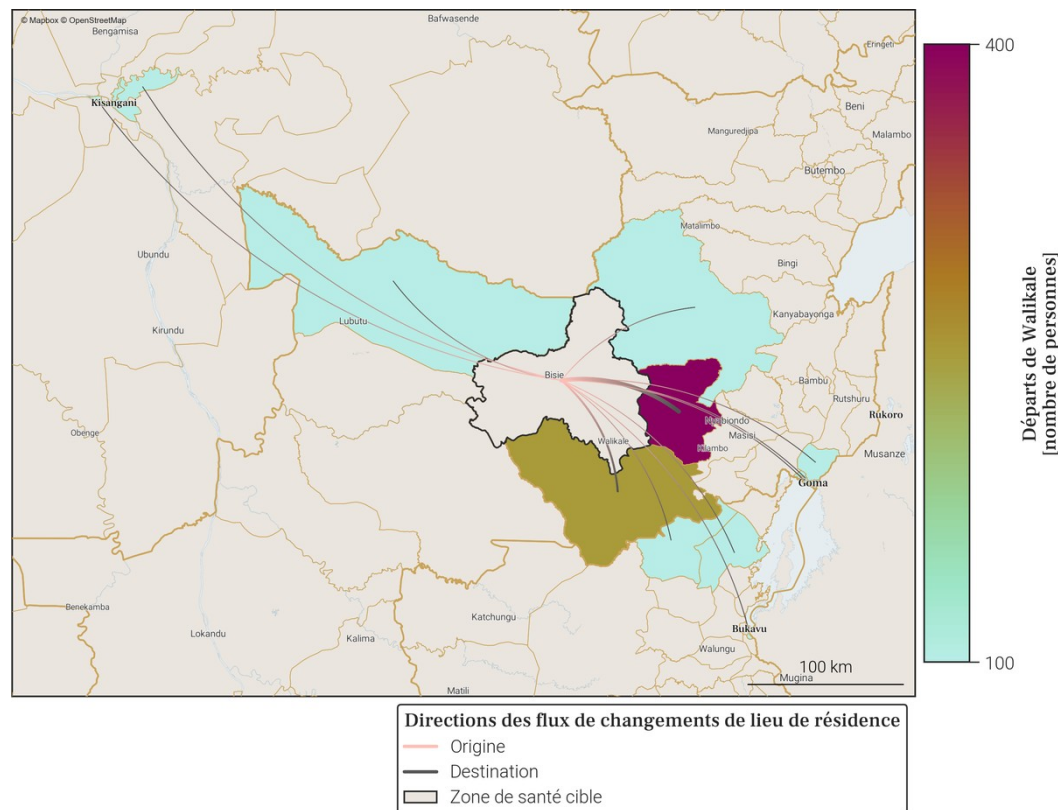 © Mapbox © OpenStreetMap
Bafwasende
Bengamisa
Eringeti
Kisangani
Beni
Manguredjipa
Malambo
Butembo
Matalimbo
Ubundu
Bingi
Kanyabayonga
Kirundu
Lubutu
Bisie
Bambu
Rutshuru
Rukoro
Obenge
Masisi
Walikale
Musanze
Goma
Benekamba
Katchungu
Lokandu
Kalima
Bukavu
Walungu
100 km
Mugina
Matili
400
100
Départs de Walikale
[nombre de personnes]
Directions des flux de changements de lieu de résidence
Origine
Destination
Zone de santé cible